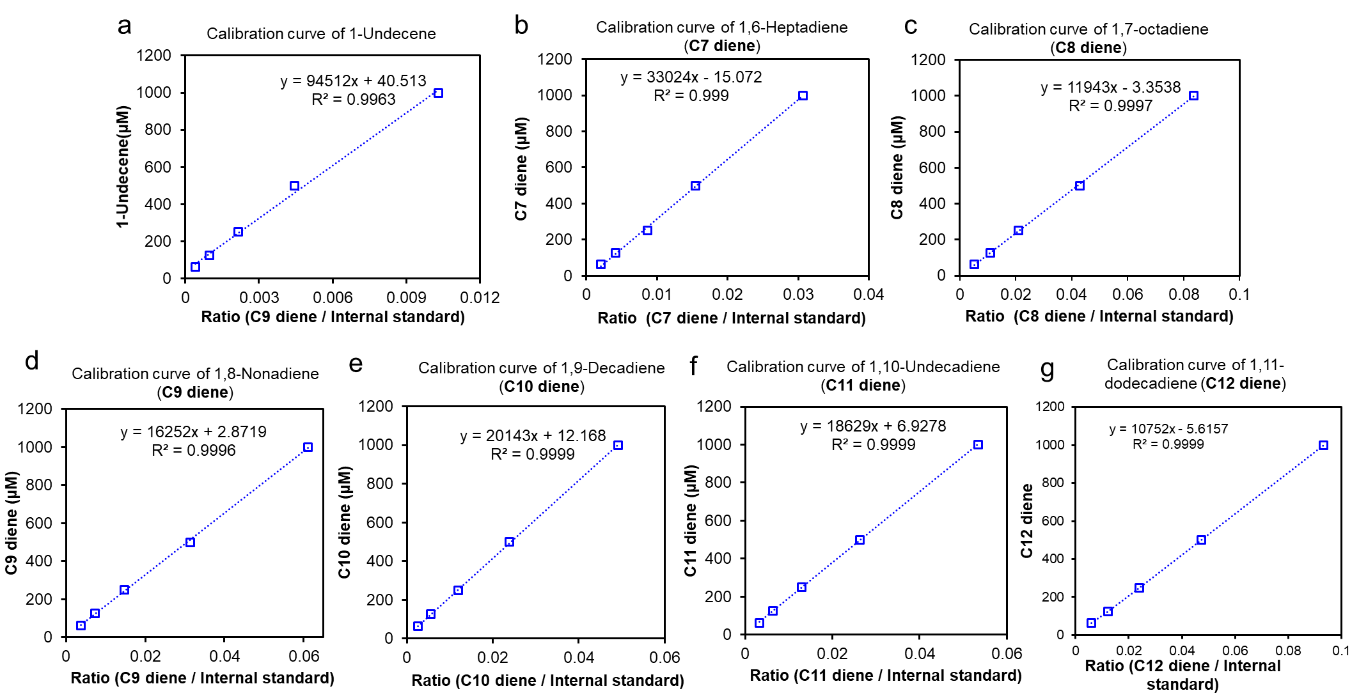 a
Calibration curve of 1-Undecene
1200
1000
800
600
400
200
0
y = 94512x + 40.513
R² = 0.9963
1-Undecene(µM)
0
0.003
0.006
0.009
0.012
Ratio (C9 diene / Internal standard)
b
Calibration curve of 1,6-Heptadiene
(C7 diene)
1200
1000
800
600
400
200
0
y = 33024x - 15.072
R² = 0.999
C7 diene (µM)
0
0.01
0.02
0.03
0.04
Ratio (C7 diene / Internal standard)
c
Calibration curve of 1,7-octadiene
(C8 diene)
1200
1000
800
600
400
200
0
y = 11943x - 3.3538
R² = 0.9997
C8 diene (µM)
0
0.02
0.04
0.06
0.08
0.1
Ratio (C8 diene / Internal standard)
d
Calibration curve of 1,8-Nonadiene
(C9 diene)
1200
1000
800
600
400
200
0
y = 16252x + 2.8719
R² = 0.9996
C9 diene (µM)
0
0.02
0.04
0.06
Ratio (C9 diene / Internal standard)
e
Calibration curve of 1,9-Decadiene
(C10 diene)
1200
1000
800
600
400
200
0
y = 20143x + 12.168
R² = 0.9999
C10 diene (µM)
0
0.02
0.04
0.06
Ratio (C10 diene / Internal
standard)
f
Calibration curve of 1,10-Undecadiene
(C11 diene)
1200
1000
800
600
400
200
0
y = 18629x + 6.9278
R² = 0.9999
C11 diene (µM)
0
0.02
0.04
0.06
Ratio (C11 diene / Internal
standard)
g
Calibration curve of 1,11-
dodecadiene (C12 diene)
1200
1000
800
600
400
200
0
y = 10752x - 5.6157
R² = 0.9999
C12 diene
0
0.02
0.04
0.06
0.08
0.1
Ratio (C12 diene / Internal
standard)